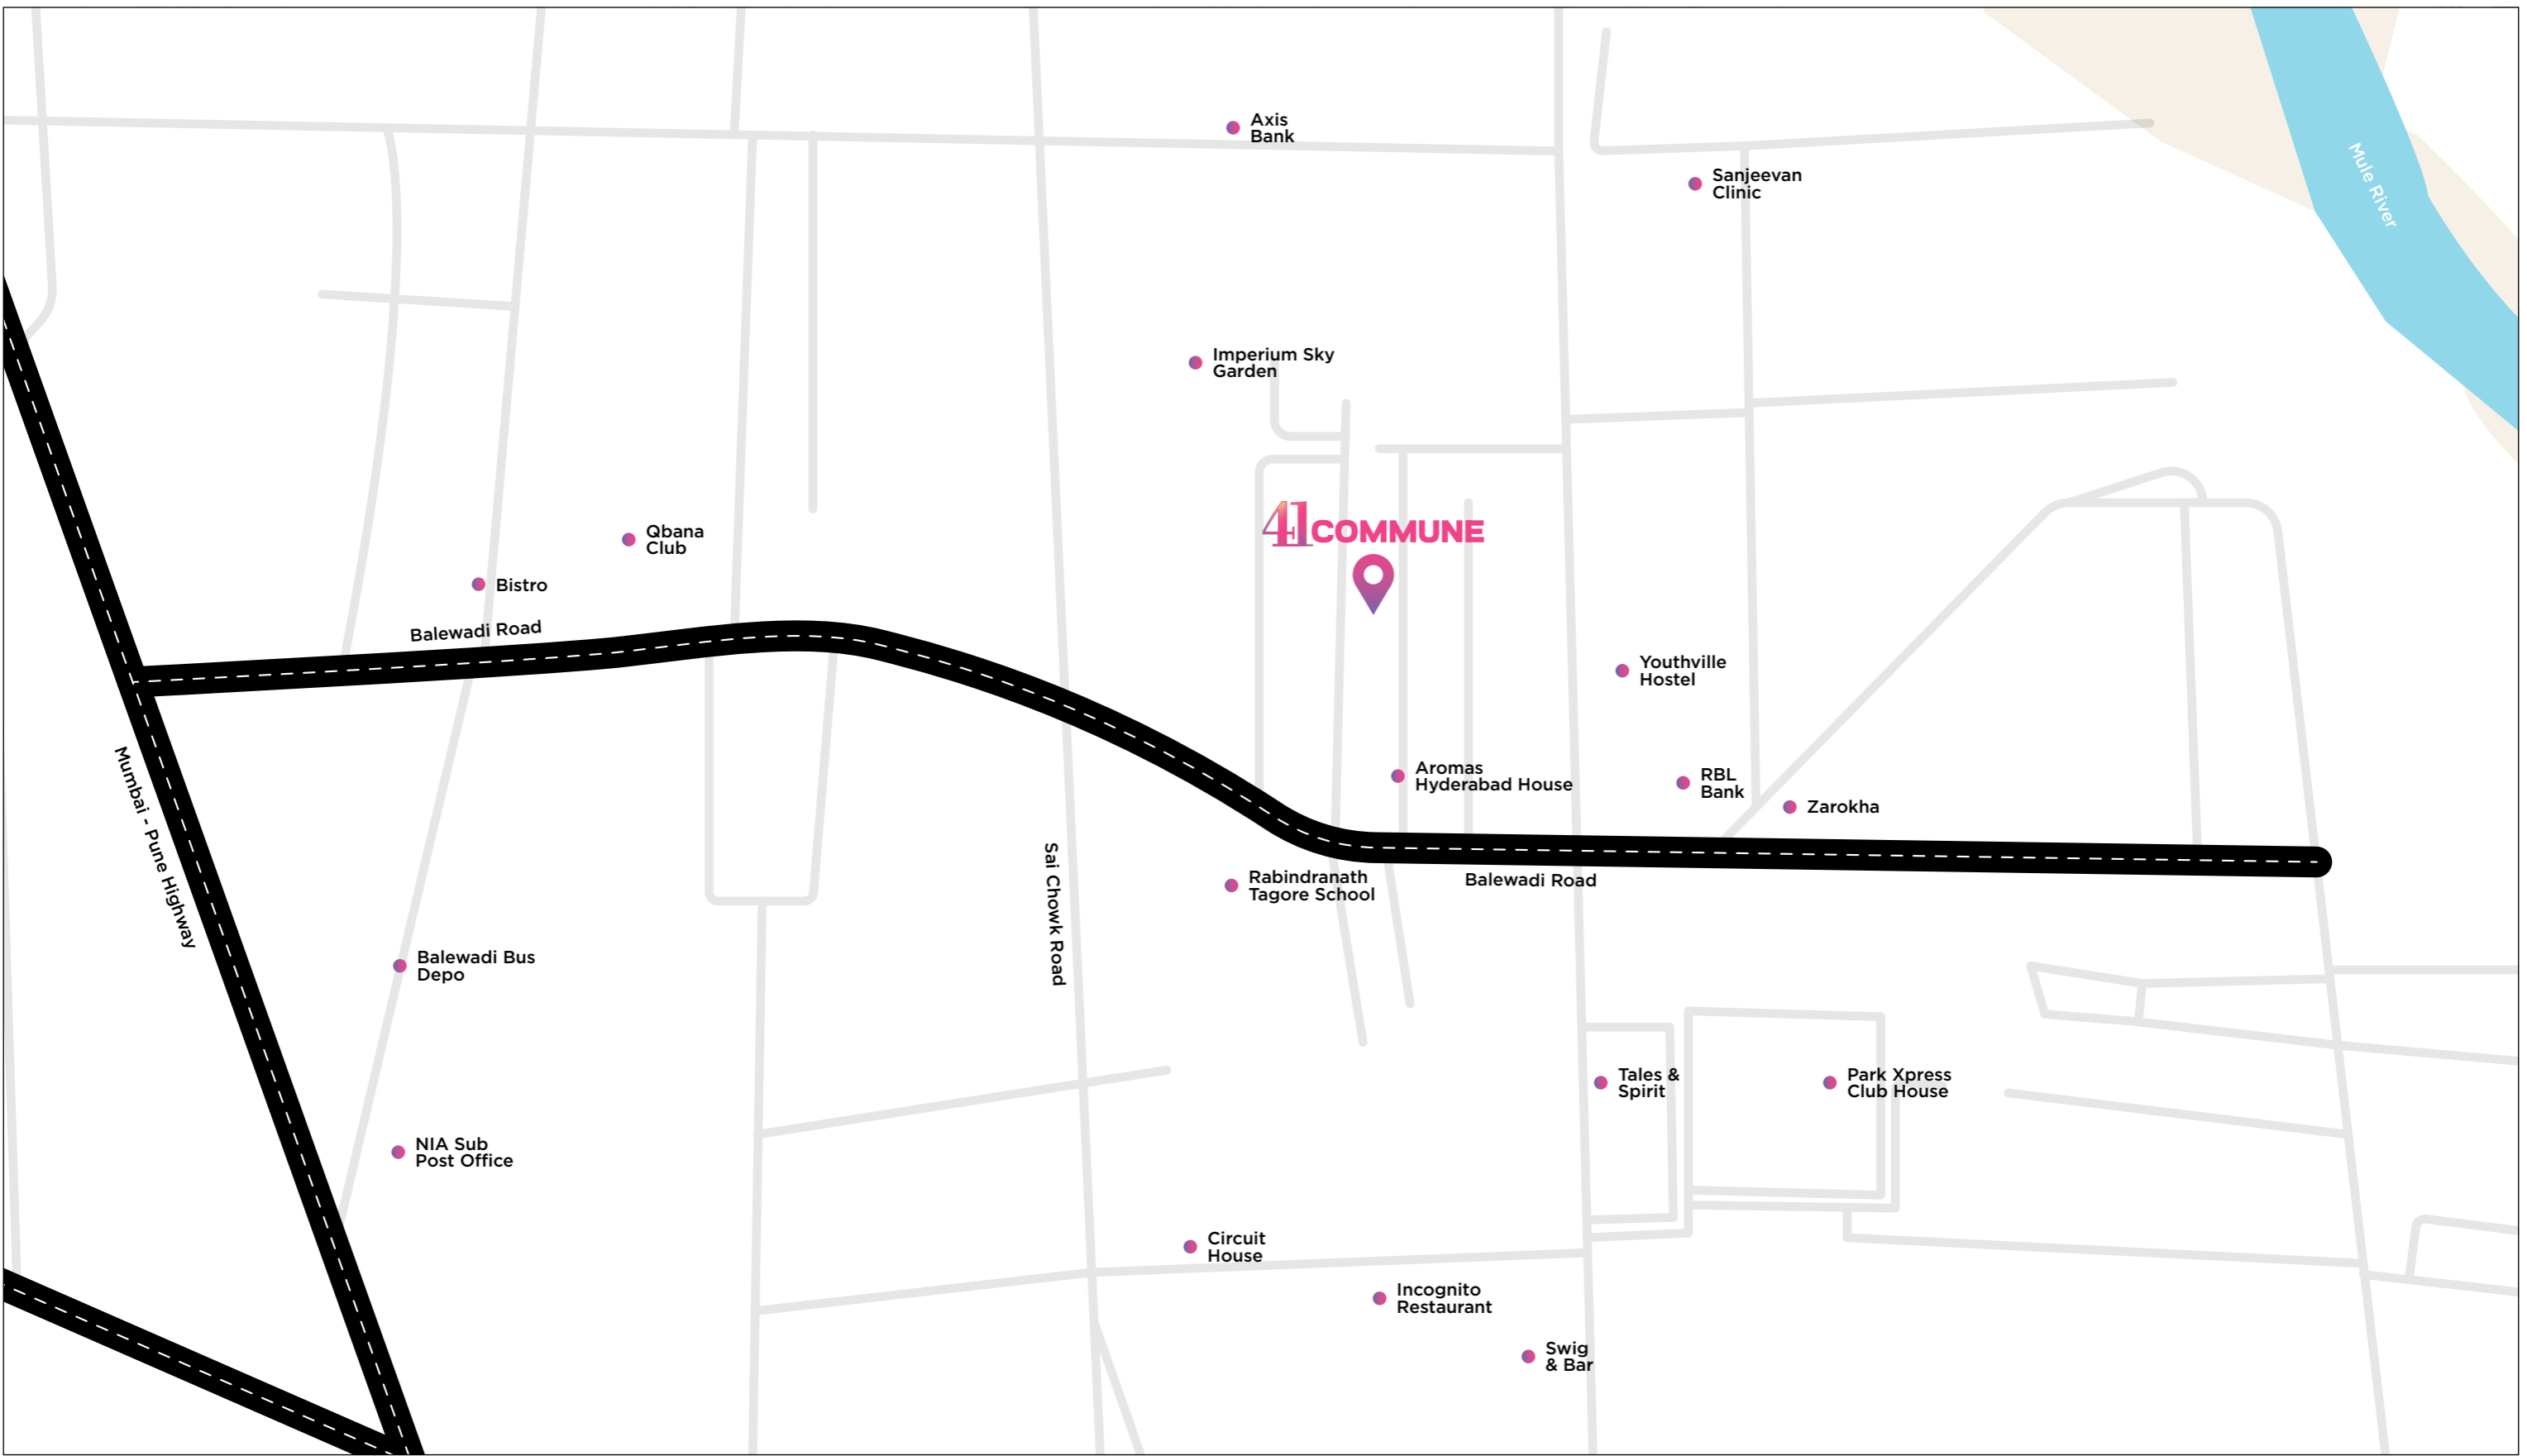 Axis
Bank
Mule River
Sanjeevan
Clinic
Imperium Sky
Garden
41 COMMUNE
Qbana
Club
Bistro
Balewadi Road
Youthville
Hostel
Aromas
Hyderabad House
RBL
Bank
Zarokha
Mumbai - Pune Highway
Sai Chowk Road
Rabindranath
Tagore School
Balewadi Road
Balewadi Bus
Depo
Tales &
Spirit
Park Xpress
Club House
NIA Sub
Post Office
Circuit
House
Incognito
Restaurant
Swig
& Bar